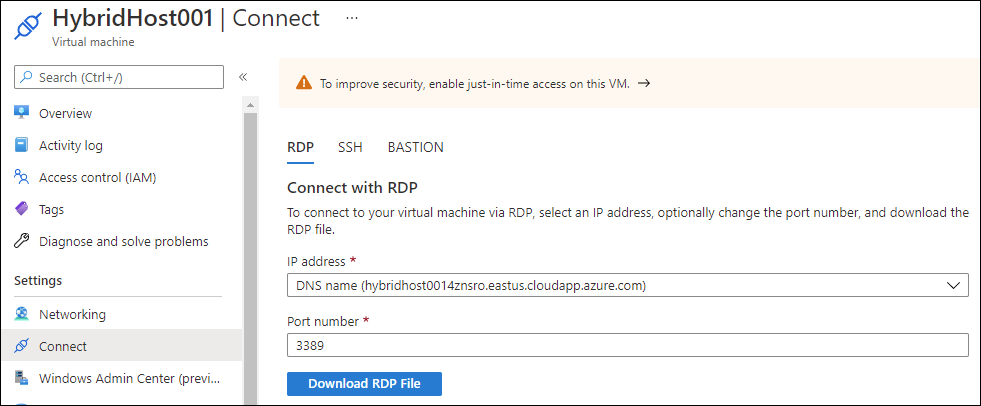 HybridHost001 | Connect ...
Virtual machine
Search (Ctrl+/)
«
Overview
Activity log
Access control (IAM)
Tags
Diagnose and solve problems
Settings
Networking
Connect
Windows Admin Center (previ...
To improve security, enable just-in-time access on this VM. →
RDP SSH BASTION
Connect with RDP
To connect to your virtual machine via RDP, select an IP address, optionally change the port number, and download the
RDP file.
IP address *
DNS name (hybridhost0014znsro.eastus.cloudapp.azure.com)
Port number *
3389
Download RDP File